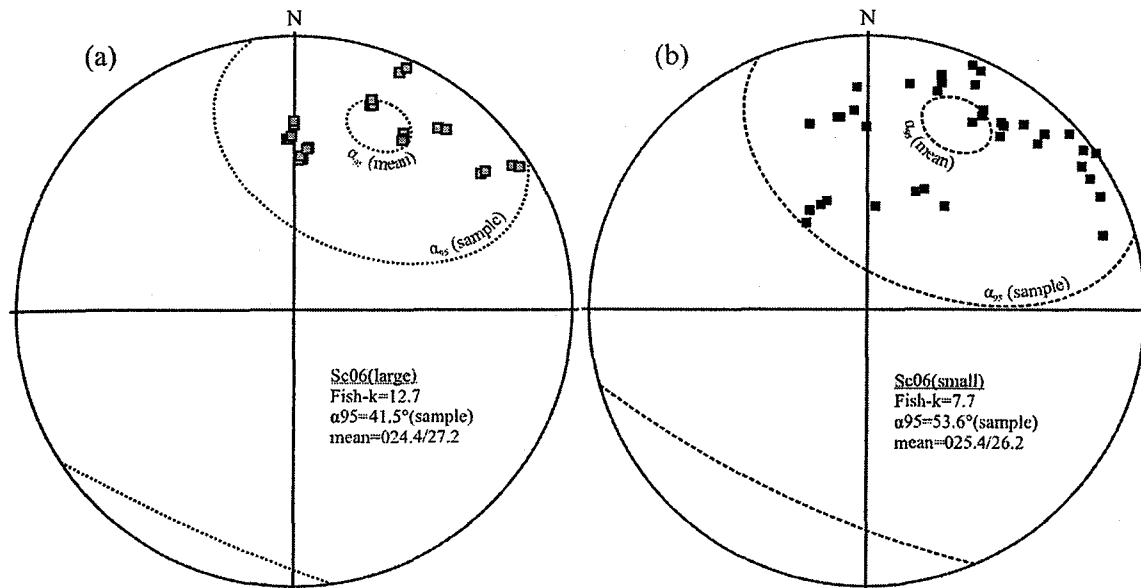 (a)
N
α₉₅ (mean)
α₉₅ (sample)
Sc06(large)
Fish-k=12.7
α95=41.5°(sample)
mean=024.4/27.2
(b)
N
α₉₅ (mean)
α₉₅ (sample)
Sc06(small)
Fish-k=7.7
α95=53.6°(sample)
mean=025.4/26.2